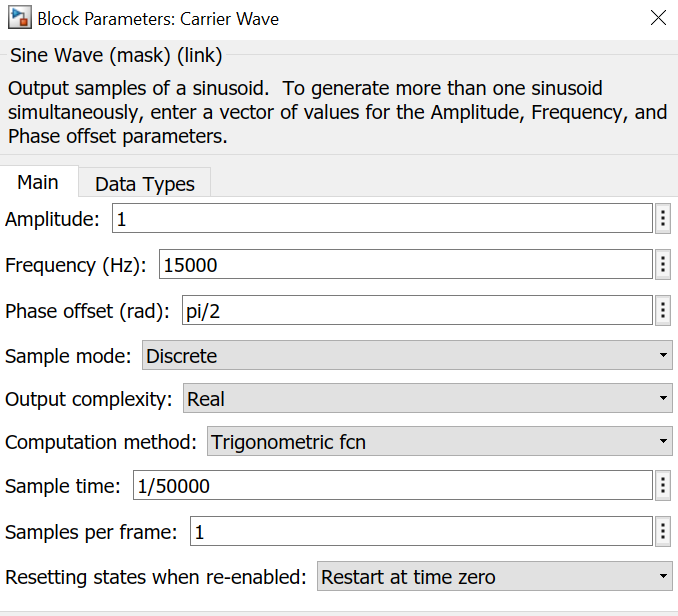 Block Parameters: Carrier Wave
Sine Wave (mask) (link)
Output samples of a sinusoid.  To generate more than one sinusoid
simultaneously, enter a vector of values for the Amplitude, Frequency, and
Phase offset parameters.
Main Data Types
Amplitude: 1
Frequency (Hz): 15000
Phase offset (rad): pi/2
Sample mode: Discrete
Output complexity: Real
Computation method: Trigonometric fcn
Sample time: 1/50000
Samples per frame: 1
Resetting states when re-enabled: Restart at time zero